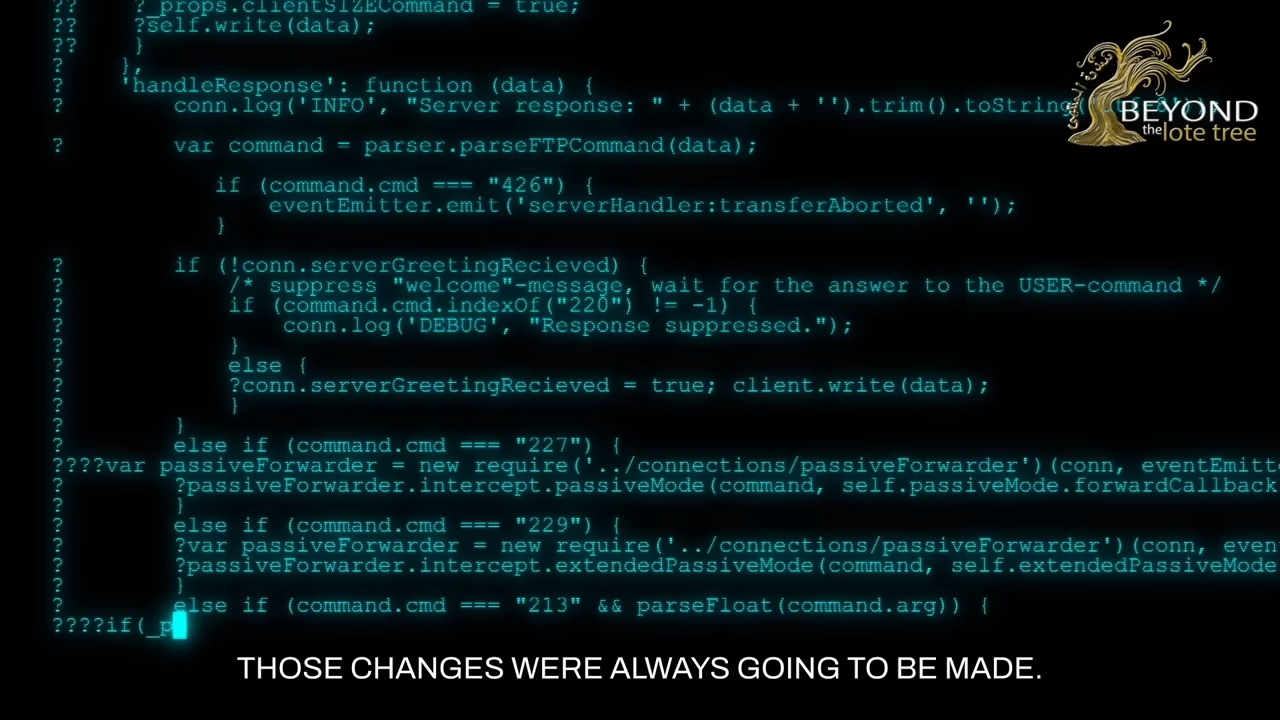 ?? ?_props.clientSIZECommand = true;
?? ?self.write(data);
?? }
? },
? 'handleResponse': function (data) {
? conn.log('INFO', "Server response: " + (data + '').trim().toString(
? var command = parser.parseFTPCommand(data);
if (command.cmd === "426") {
eventEmitter.emit('serverHandler:transferAborted', '');
}
? if (!conn.serverGreetingRecieved) {
? /* suppress "welcome"-message, wait for the answer to the USER-command */
? if (command.cmd.indexOf("220") != -1) {
? conn.log('DEBUG', "Response suppressed.");
? }
? else {
? ?conn.serverGreetingRecieved = true; client.write(data);
? }
? }
? else if (command.cmd === "227") {
????var passiveForwarder = new require('../connections/passiveForwarder')(conn, eventEmitte
? ?passiveForwarder.intercept.passiveMode(command, self.passiveMode.forwardCallback
? }
? else if (command.cmd === "229") {
? ?var passiveForwarder = new require('../connections/passiveForwarder')(conn, even
? ?passiveForwarder.intercept.extendedPassiveMode(command, self.extendedPassiveMode
? }
? else if (command.cmd === "213" && parseFloat(command.arg)) {
????if(_p
BEYOND
the lote tree
THOSE CHANGES WERE ALWAYS GOING TO BE MADE.